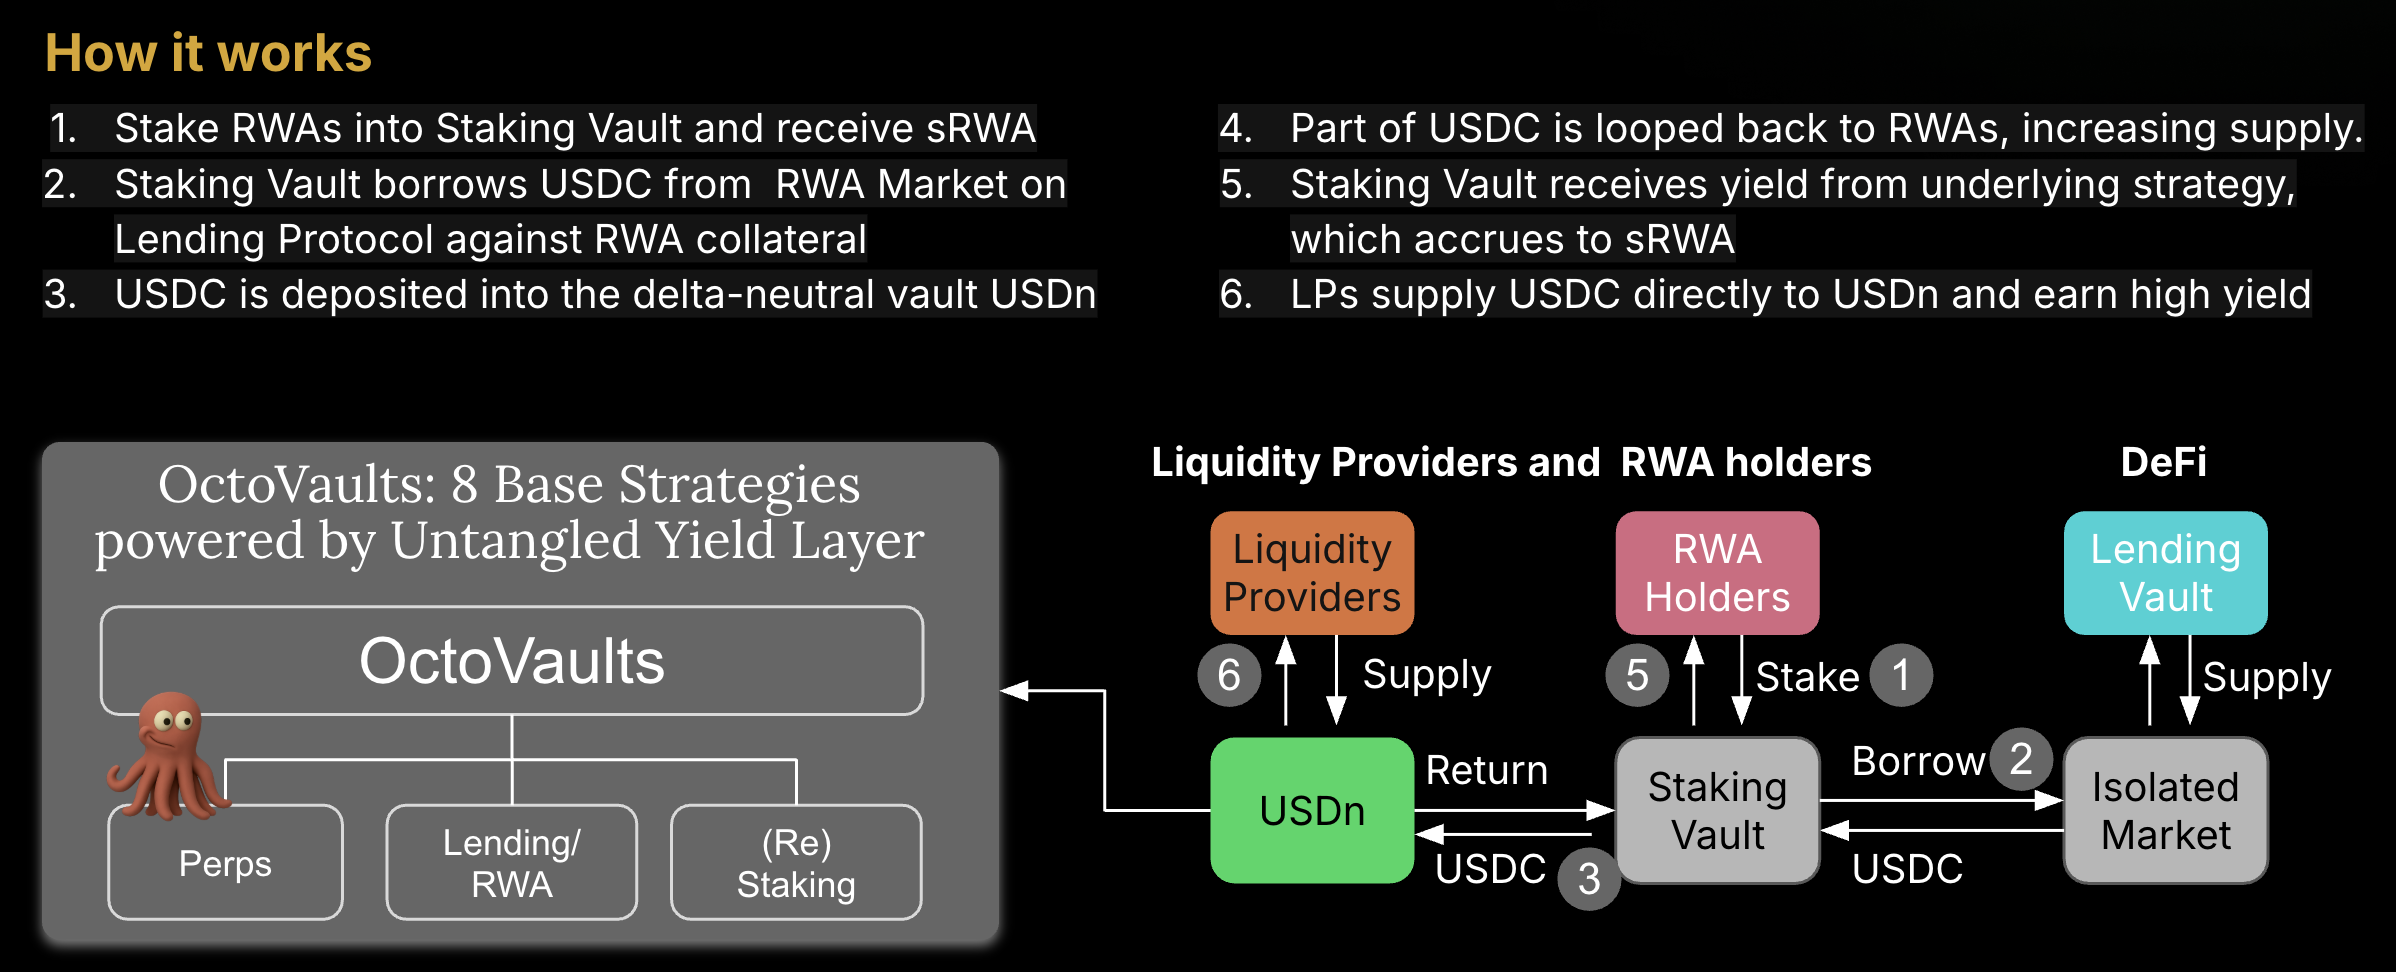 How it works
1. Stake RWAs into Staking Vault and receive sRWA
2. Staking Vault borrows USDC from RWA Market on
Lending Protocol against RWA collateral
3. USDC is deposited into the delta-neutral vault USDn
4. Part of USDC is looped back to RWAs, increasing supply.
5. Staking Vault receives yield from underlying strategy,
which accrues to sRWA
6. LPs supply USDC directly to USDn and earn high yield
OctoVaults: 8 Base Strategies
powered by Untangled Yield Layer
OctoVaults
Perps
Lending/
RWA
(Re)
Staking
Liquidity Providers and RWA holders
DeFi
Liquidity
Providers
RWA
Holders
Lending
Vault
6
Supply
5
Stake
1
Supply
USDn
Return
USDC
3
Staking
Vault
Borrow
2
USDC
Isolated
Market